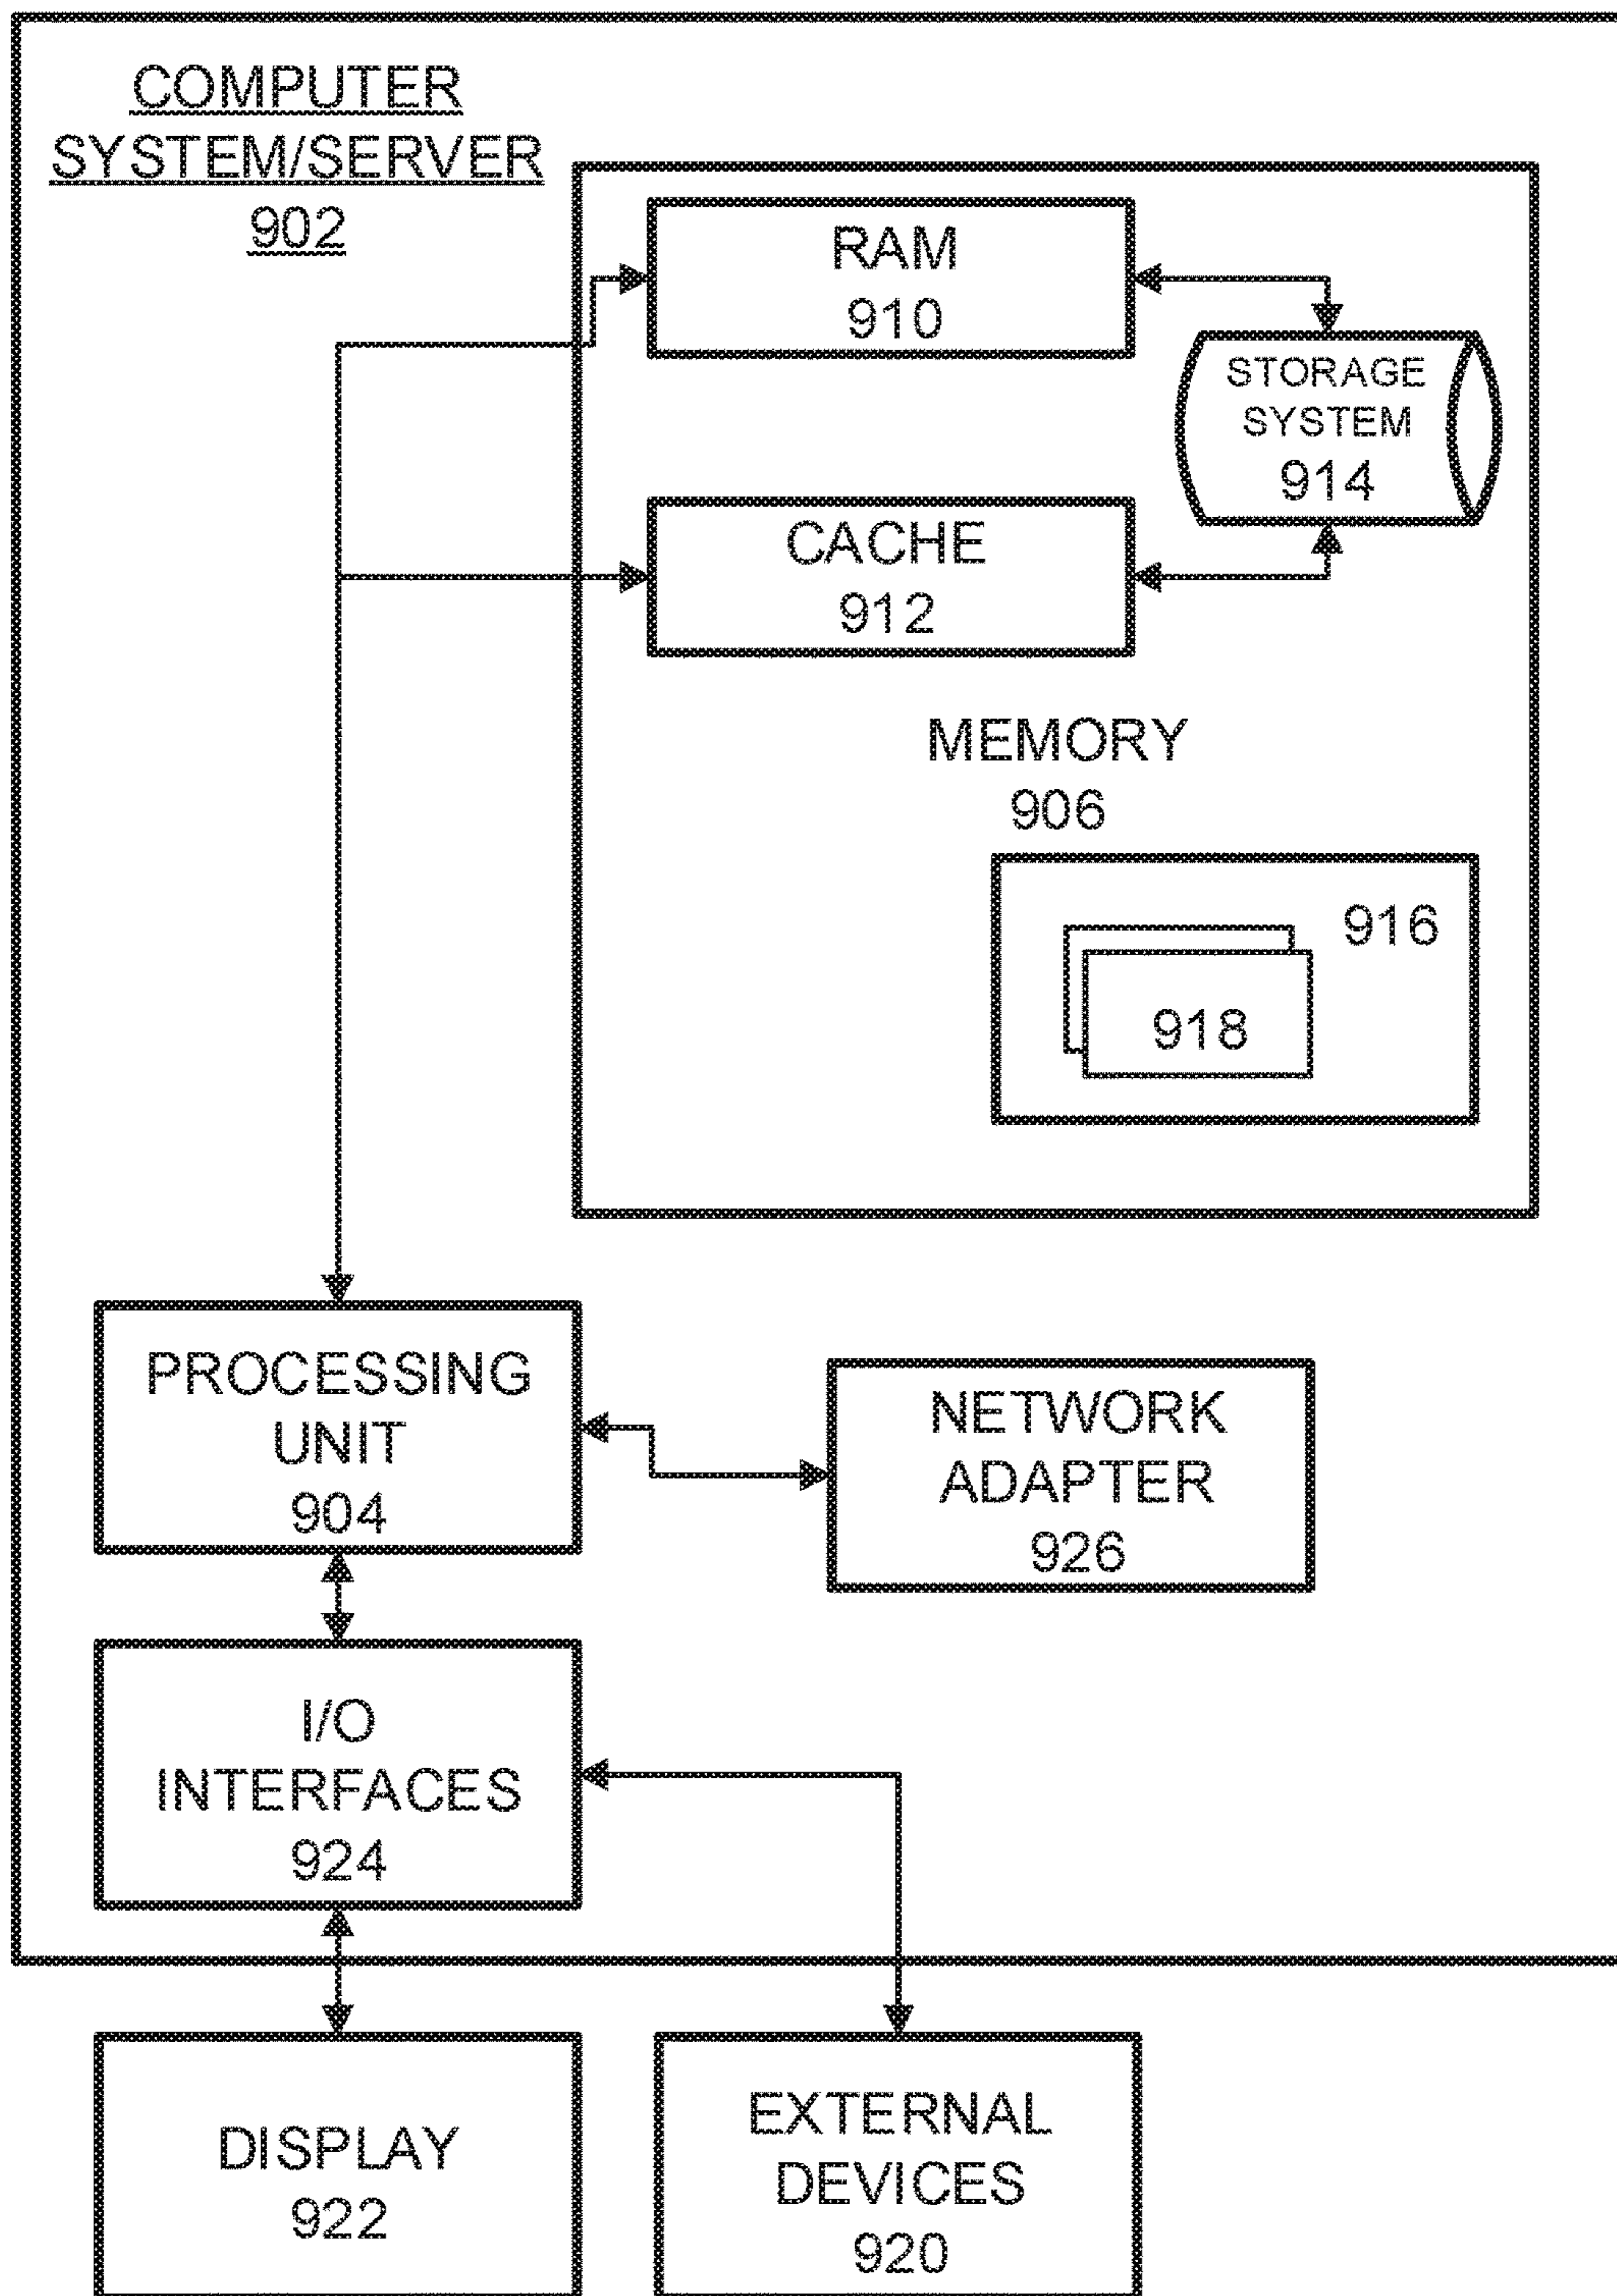 COMPUTER
SYSTEM/SERVER
902
RAM
910
STORAGE
SYSTEM
914
CACHE
912
MEMORY
906
916
918
PROCESSING
UNIT
904
NETWORK
ADAPTER
926
I/O
INTERFACES
924
DISPLAY
922
EXTERNAL
DEVICES
920